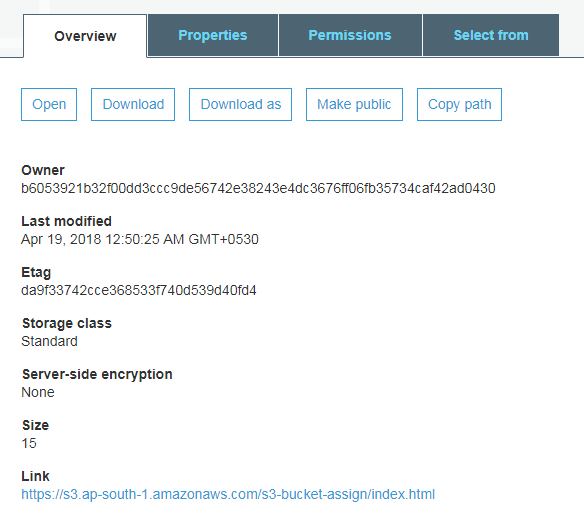 Overview Properties Permissions Select from
Open Download Download as Make public Copy path
Owner
b6053921b32f00dd3ccc9de56742e38243e4dc3676ff06fb35734caf42ad0430
Last modified
Apr 19, 2018 12:50:25 AM GMT+0530
Etag
da9f33742cce368533f740d539d40fd4
Storage class
Standard
Server-side encryption
None
Size
15
Link
https://s3.ap-south-1.amazonaws.com/s3-bucket-assign/index.html